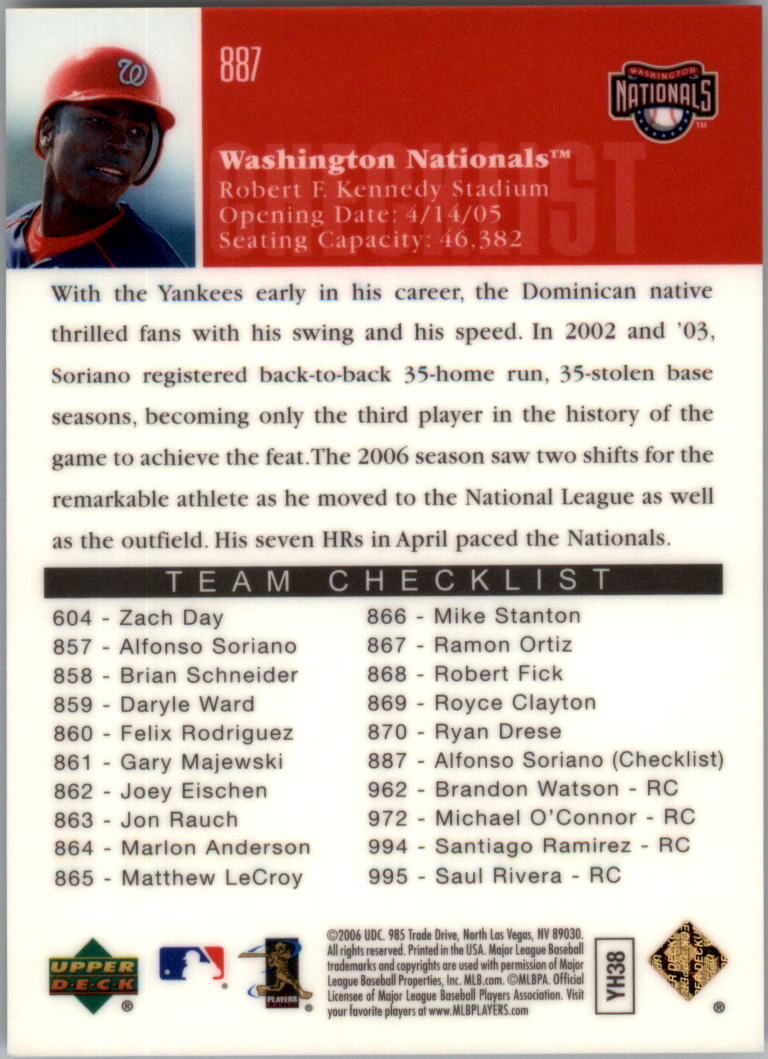 887
W
WASHINGTON
NATIONALS
TM
CHECKLIST
Washington Nationals™
Robert F. Kennedy Stadium
Opening Date: 4/14/05
Seating Capacity: 46,382
With the Yankees early in his career, the Dominican native
thrilled fans with his swing and his speed. In 2002 and '03,
Soriano registered back-to-back 35-home run, 35-stolen base
seasons, becoming only the third player in the history of the
game to achieve the feat.The 2006 season saw two shifts for the
remarkable athlete as he moved to the National League as well
as the outfield. His seven HRs in April paced the Nationals.
TEAM CHECKLIST
604 - Zach Day
857 - Alfonso Soriano
858 - Brian Schneider
859 - Daryle Ward
860 - Felix Rodriguez
861 - Gary Majewski
862 - Joey Eischen
863 - Jon Rauch
864 - Marlon Anderson
865 - Matthew LeCroy
866 - Mike Stanton
867 - Ramon Ortiz
868 - Robert Fick
869 - Royce Clayton
870 - Ryan Drese
887 - Alfonso Soriano (Checklist)
962 - Brandon Watson - RC
972 - Michael O'Connor - RC
994 - Santiago Ramirez - RC
995 - Saul Rivera - RC
UPPER
DECK
®
®
PLAYERS
®
©2006 UDC. 985 Trade Drive, North Las Vegas, NV 89030.
All rights reserved. Printed in the USA. Major League Baseball
trademarks and copyrights are used with permission of Major
League Baseball Properties, Inc. MLB.com. ©MLBPA. Official
Licensee of Major League Baseball Players Association. Visit
your favorite players at www.MLBPLAYERS.com
YH38
®